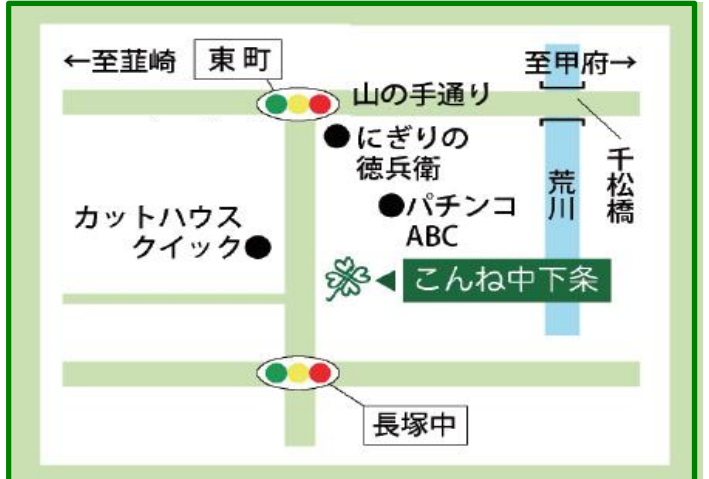 ←至韮崎
東町
至甲府→
山の手通り
にぎりの
徳兵衛
千松橋
荒川
●パチンコ
ABC
カットハウス
クイック●
◀こんね中下条
長塚中